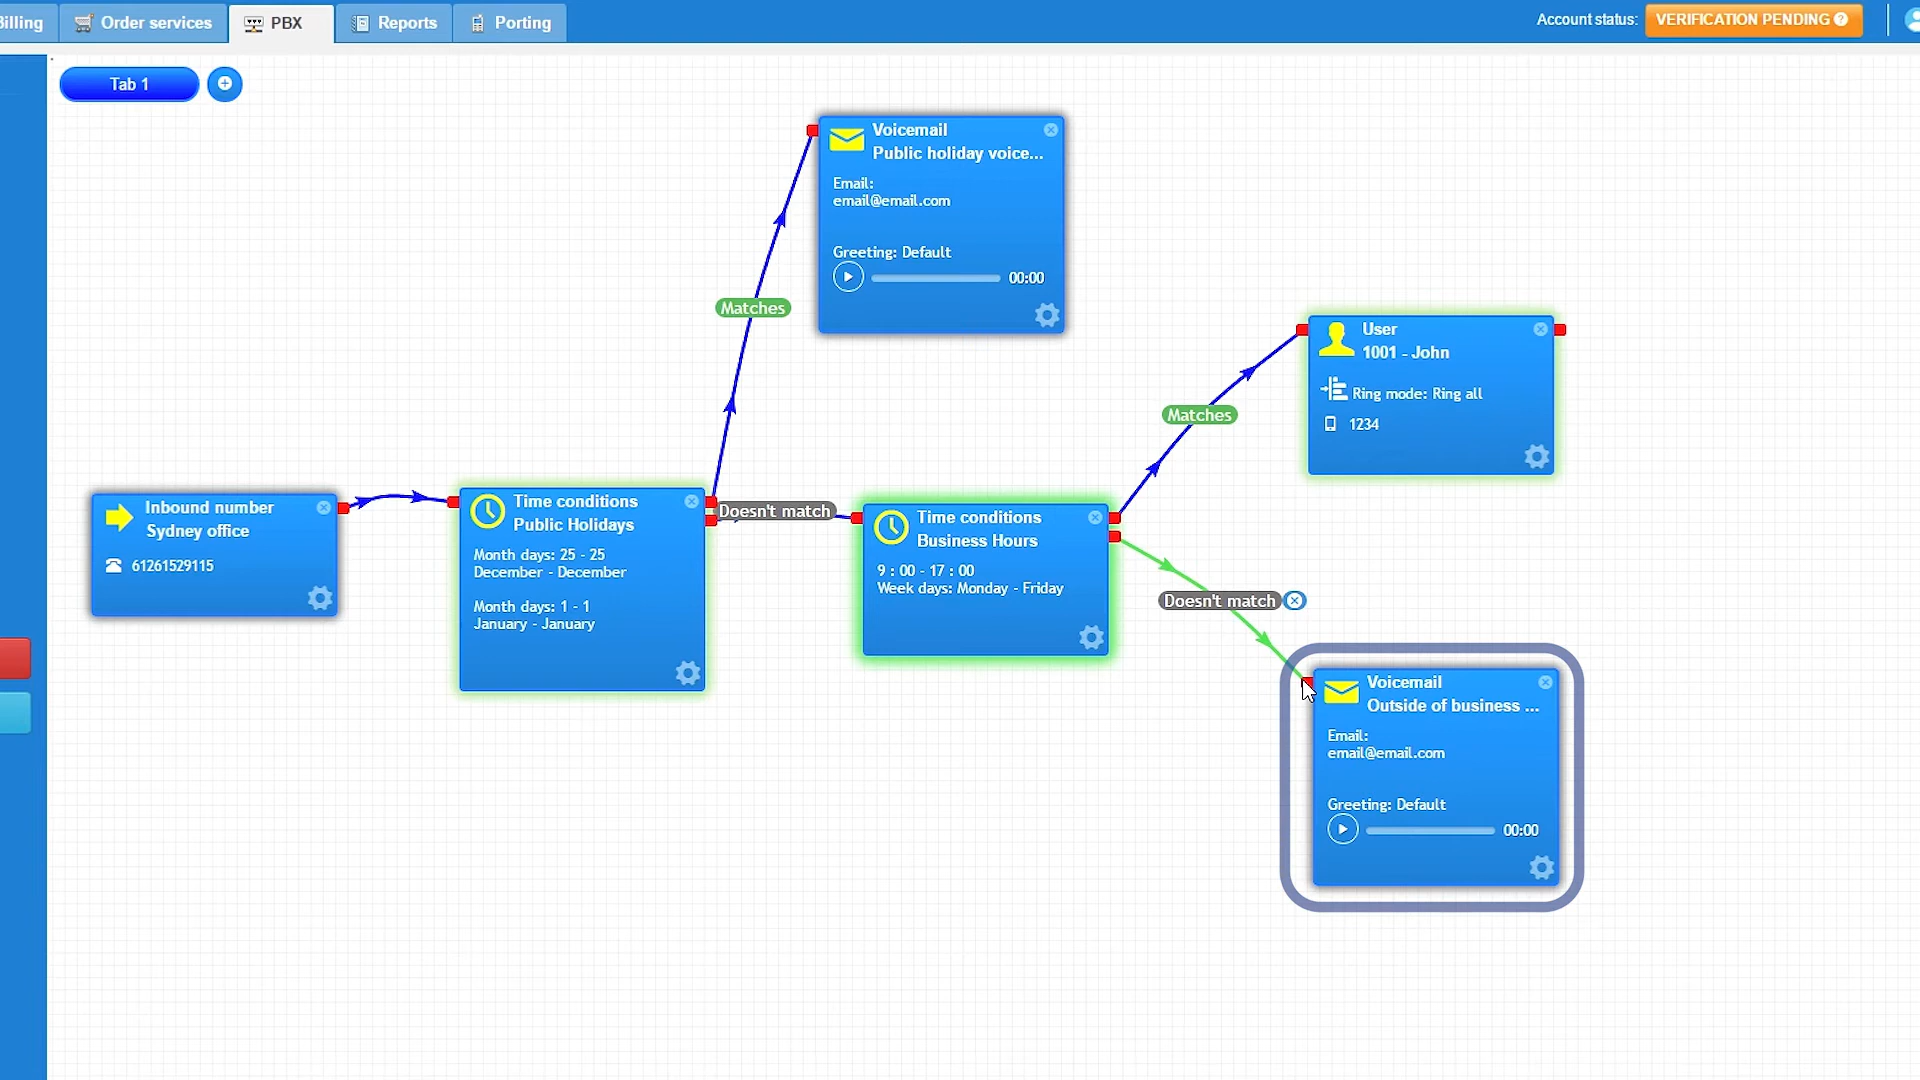 Billing
Order services
PBX
Reports
Porting
Account status:
VERIFICATION PENDING ?
Tab 1
Voicemail
Public holiday voice...
Email:
email@email.com
Greeting: Default
00:00
Matches
User
1001 - John
Ring mode: Ring all
1234
Matches
Inbound number
Sydney office
61261529115
Time conditions
Public Holidays
Month days: 25 - 25
December - December
Month days: 1 - 1
January - January
Doesn't match
Time conditions
Business Hours
9 : 00 - 17 : 00
Week days: Monday - Friday
Doesn't match
Voicemail
Outside of business ...
Email:
email@email.com
Greeting: Default
00:00